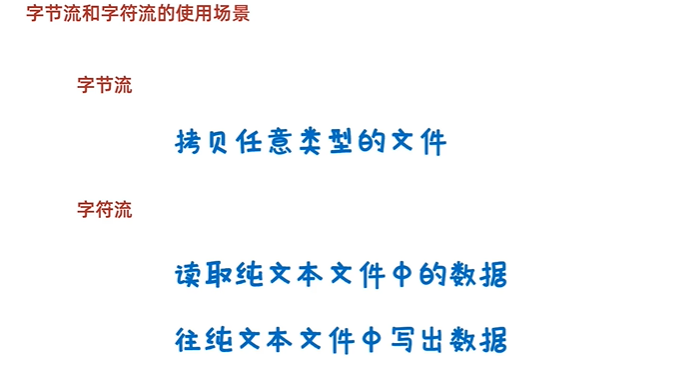 字节流和字符流的使用场景
字节流
拷贝任意类型的文件
字符流
读取纯文本文件中的数据
往纯文本文件中写出数据